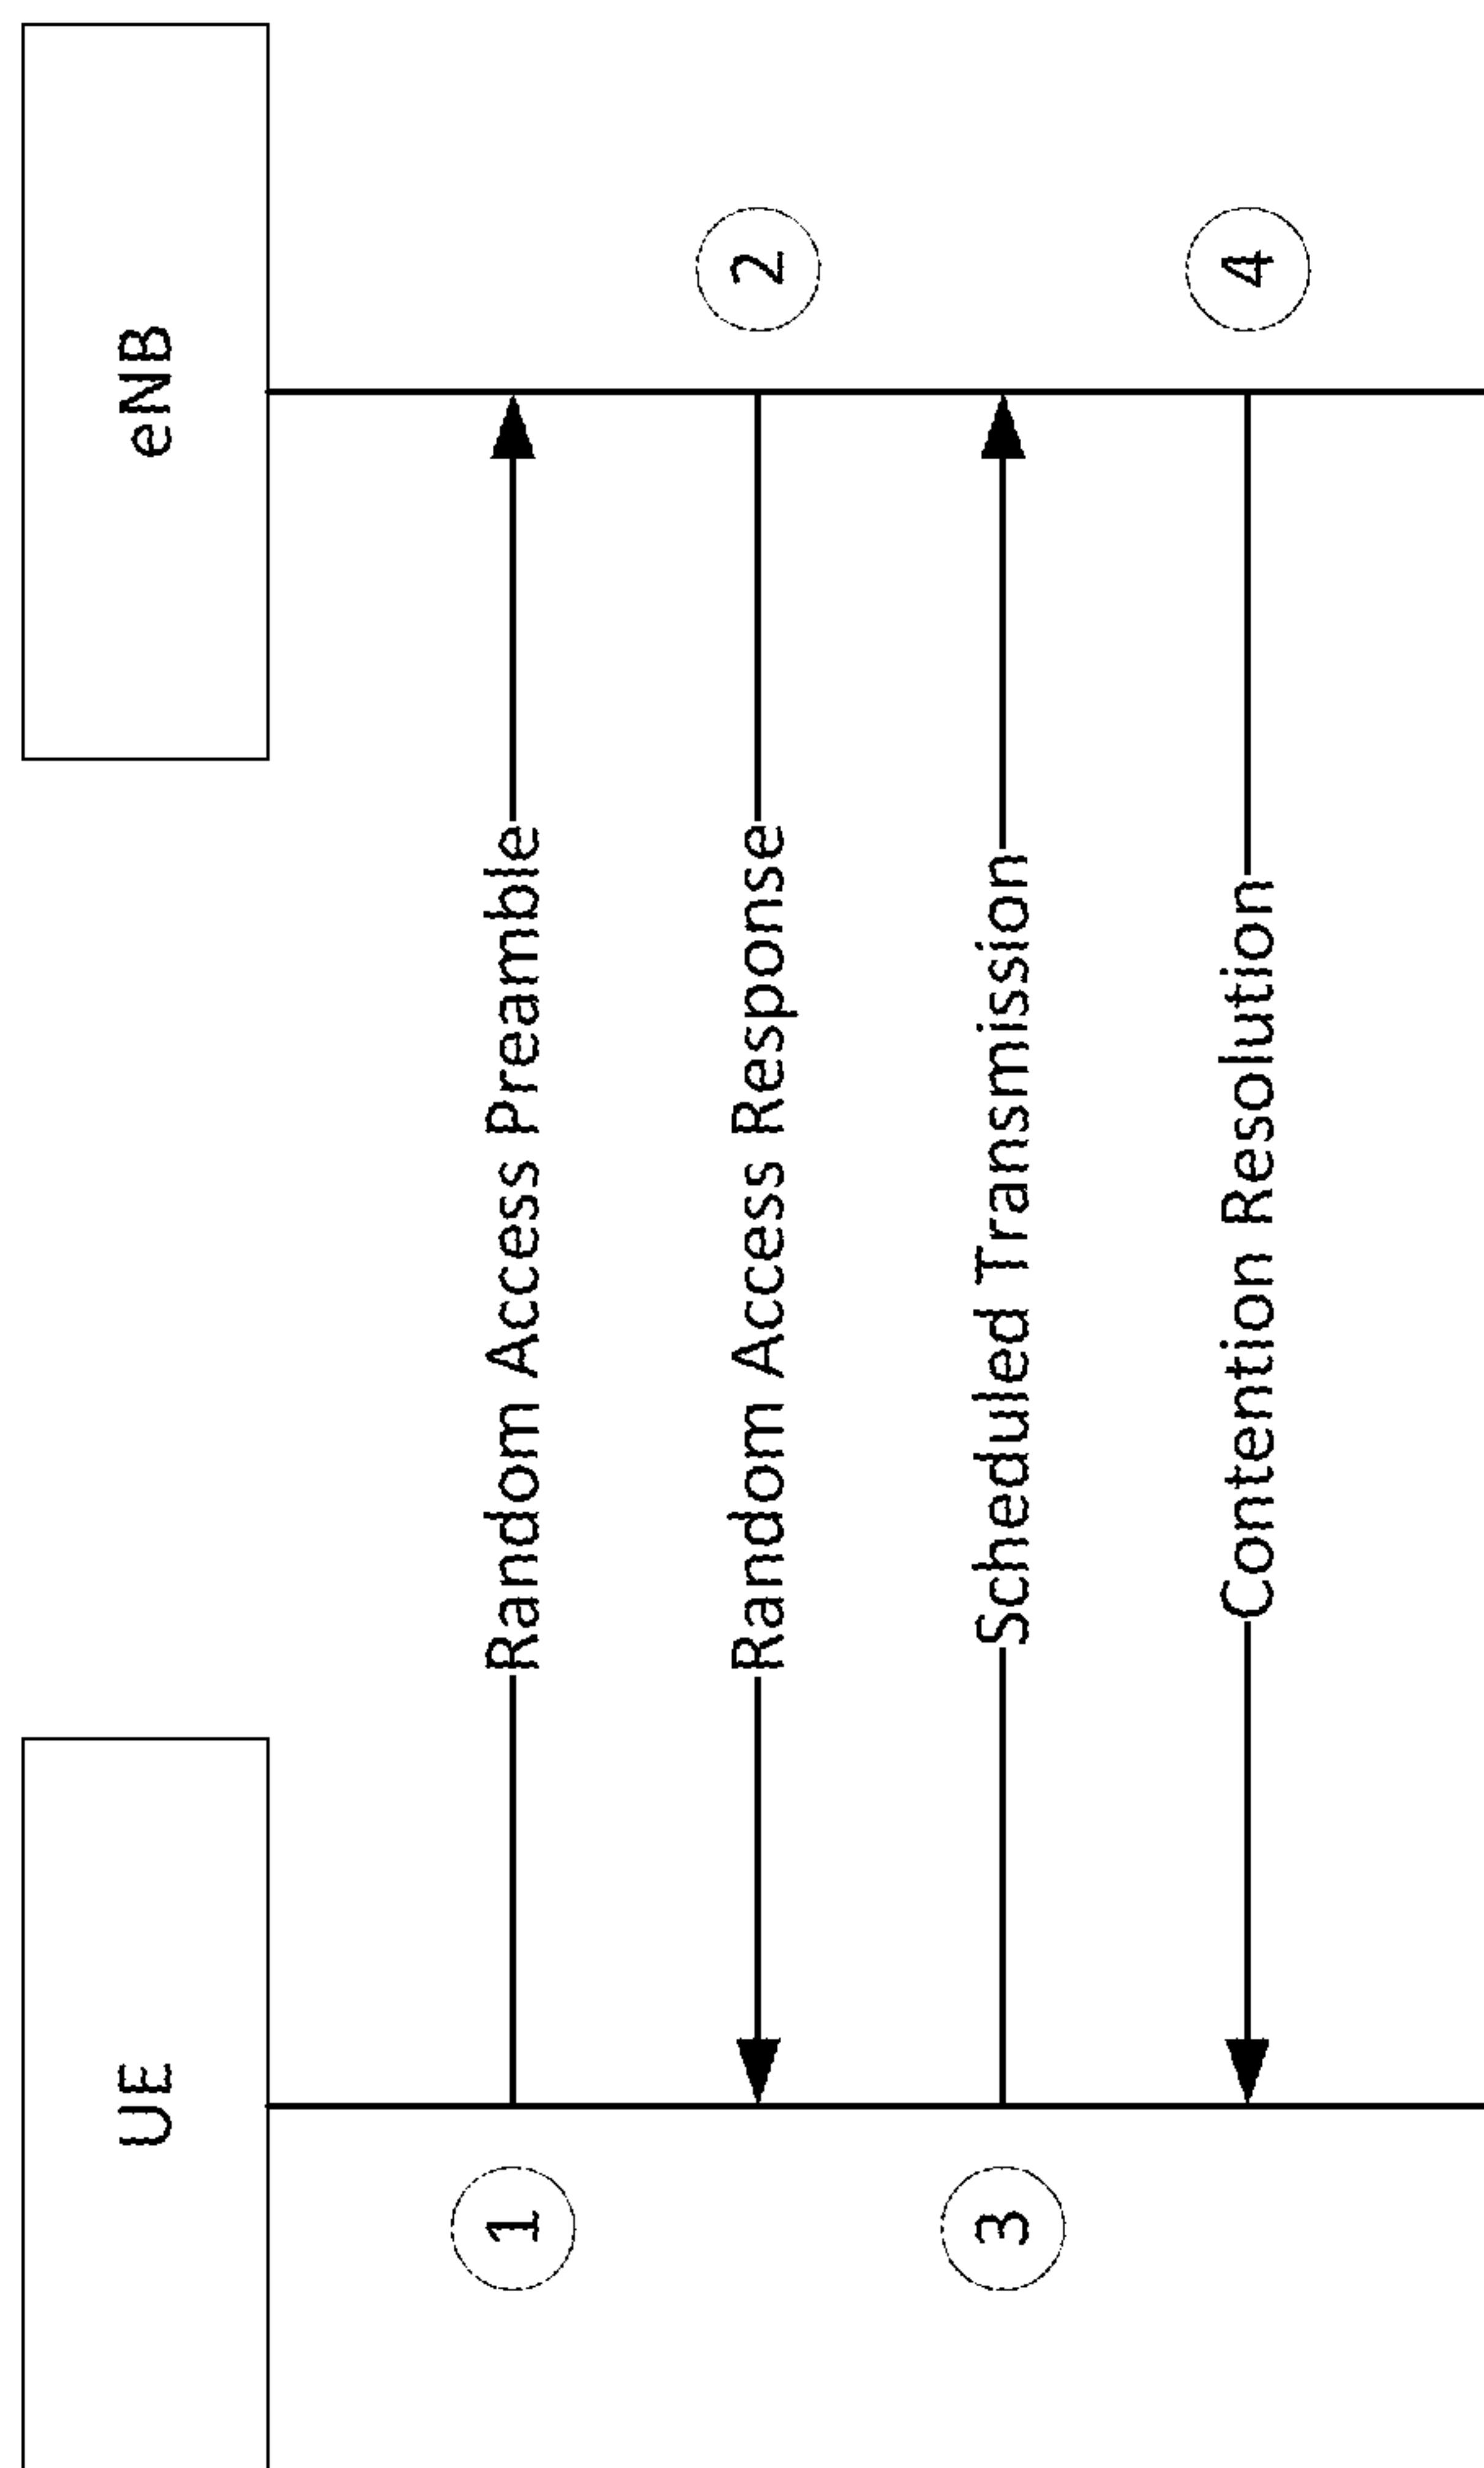 UE
eNB
1
Random Access Preamble
Random Access Response
2
3
Scheduled Transmission
Contention Resolution
4